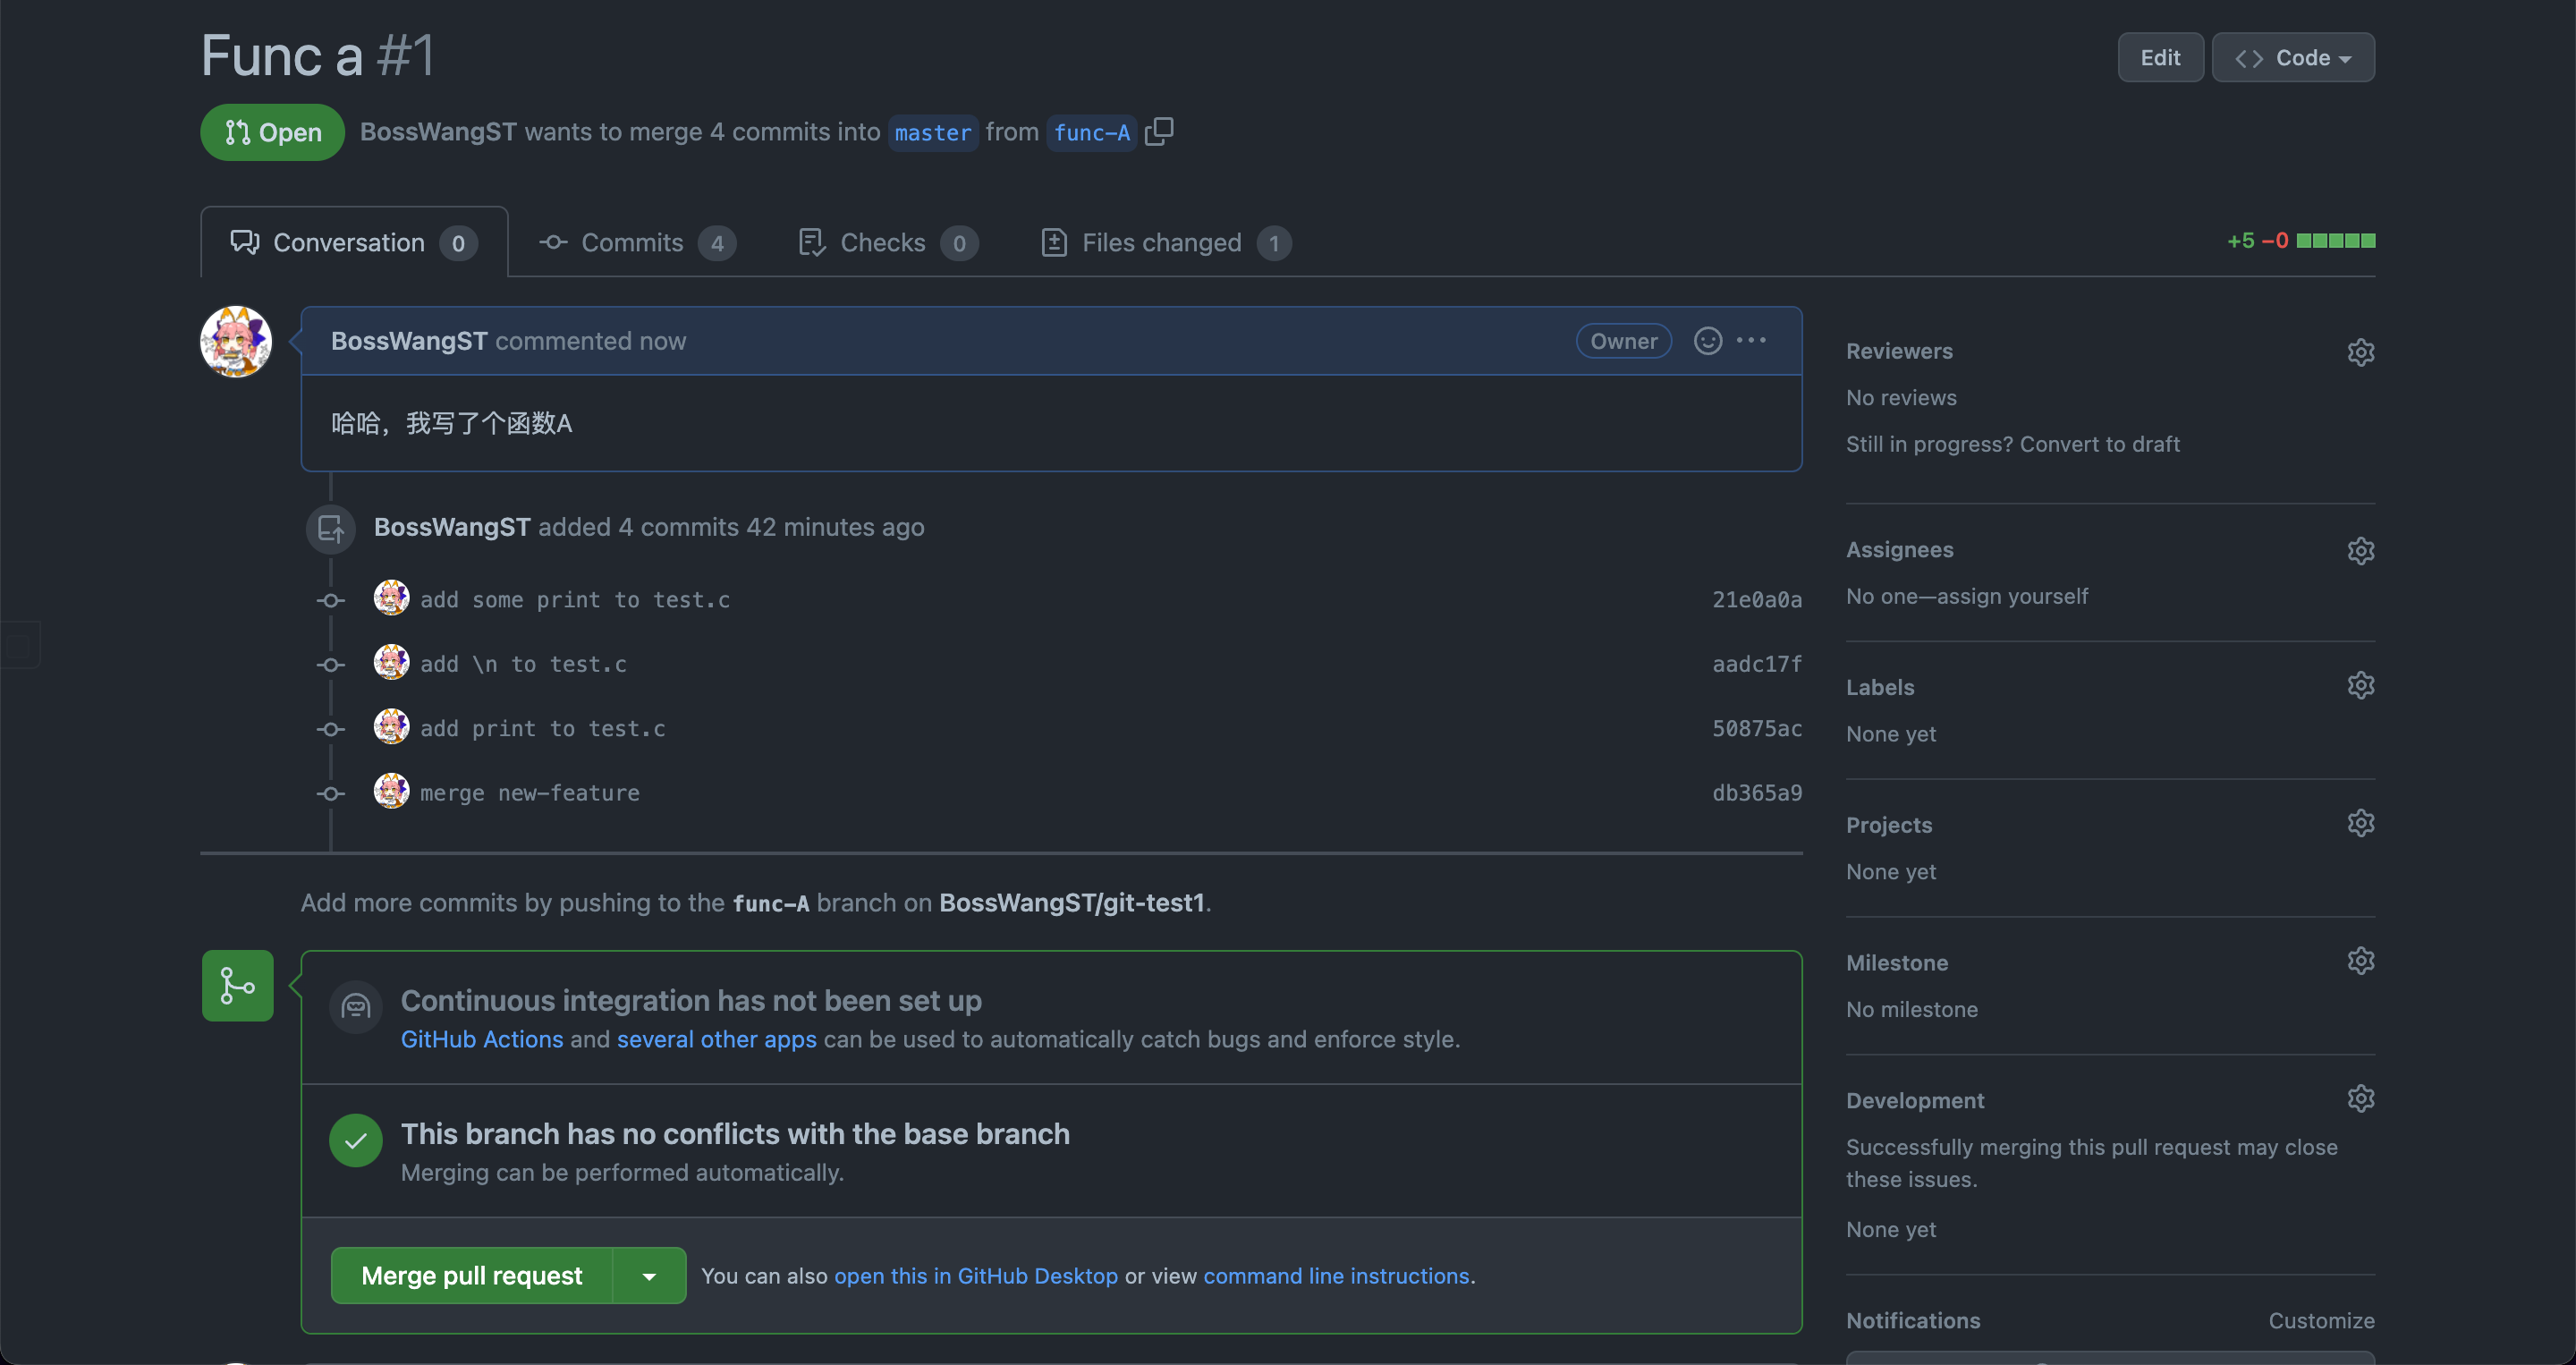 Func a #1
Edit
Code
Open
BossWangST wants to merge 4 commits into master from func-A
Conversation 0
Commits 4
Checks 0
Files changed 1
+5 −0
BossWangST commented now
Owner
哈哈，我写了个函数A
BossWangST added 4 commits 42 minutes ago
add some print to test.c
21e0a0a
add \n to test.c
aadc17f
add print to test.c
50875ac
merge new-feature
db365a9
Add more commits by pushing to the func-A branch on BossWangST/git-test1.
Continuous integration has not been set up
GitHub Actions and several other apps can be used to automatically catch bugs and enforce style.
This branch has no conflicts with the base branch
Merging can be performed automatically.
Merge pull request
You can also open this in GitHub Desktop or view command line instructions.
Reviewers
No reviews
Still in progress? Convert to draft
Assignees
No one—assign yourself
Labels
None yet
Projects
None yet
Milestone
No milestone
Development
Successfully merging this pull request may close
these issues.
None yet
Notifications
Customize